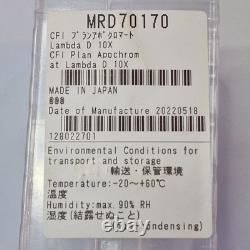 MRD70170
CFI プランアポクロマート
Lambda D 10X
CFI Plan Apochrom
at Lambda D 10X
MADE IN JAPAN
Date of Manufacture 20220518
128022701
Environmental Conditions for
transport and storage
輸送・保管環境
Temperature:-20~+60℃
温度
Humidity:max. 90% RH
湿度(結露せぬこと)